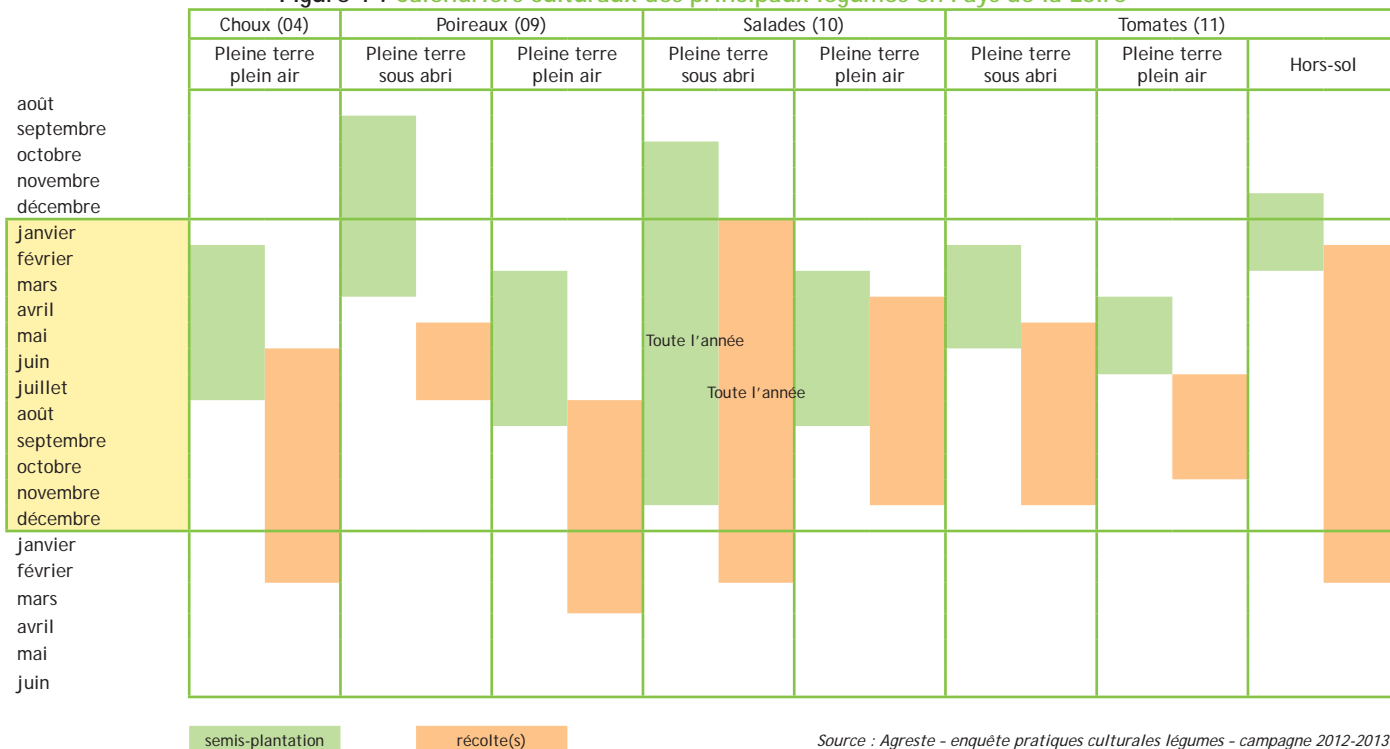 Choux (04) Poireaux (09) Salades (10) Tomates (11)
Pleine terre plein air Pleine terre sous abri Pleine terre plein air Pleine terre sous abri Pleine terre plein air Pleine terre sous abri Pleine terre plein air Hors-sol
août
septembre
octobre
novembre
décembre
janvier
février
mars
avril
mai
Toute l'année
juin
juillet
Toute l'année
août
septembre
octobre
novembre
décembre
janvier
février
mars
avril
mai
juin
semis-plantation récolte(s) Source : Agreste - enquête pratiques culturales légumes - campagne 2012-2013